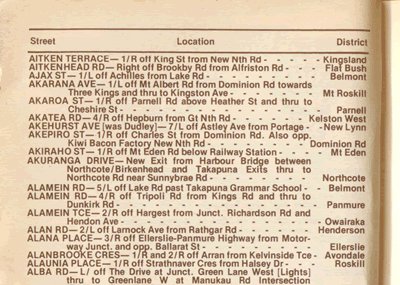 Street Location District
AITKEN TERRACE— 1/R off King St from New Nth Rd - - - - - Kingsland
AITKENHEAD RD— Right off Brookby Rd from Alfriston Rd - - - Flat Bush
AJAX ST— 1/L off Achilles from Lake Rd - - - - - - - - Belmont
AKARANA AVE— 1/L off Mt Albert Rd from Dominion Rd towards
Three Kings and thru to Kingston Ave - - - - - - Mt Roskill
AKAROA ST— 1/R off Parnell Rd above Heather St and thru to
Cheshire St - - - - - - - - - - - - - Parnell
AKATEA RD— 4/R off Hepburn from Gt Nth Rd - - - - Kelston West
AKEHURST AVE [was Dudley]— 7/L off Astley Ave from Portage - - New Lynn
AKEPIRO ST— 1/R off Charles St from Dominion Rd. Also opp.
Kiwi Bacon Factory New Nth Rd - - - - - - - Dominion Rd
AKIRAHO ST— 1/R off Mt Eden Rd below Railway Station - - - Mt Eden
AKURANGA DRIVE— New Exit from Harbour Bridge between
Northcote/Birkenhead and Takapuna Exits thru to
Northcote Rd near Sunnybrae Rd - - - - - - - Northcote
ALAMEIN RD— 5/off Lake Rd past Takapuna Grammar School - - Belmont
ALAMEIN RD— 4/R off Tripoli Rd from Kings Rd and thru to
Dunkirk Rd - - - - - - - - - - - - - Panmure
ALAMEIN TCE— 2/R off Hargest from Junct. Richardson Rd and
Hendon Ave - - - - - - - - - - - - Owairaka
ALAN RD— 2/off Larnock Ave from Rathgar Rd - - - - - Henderson
ALANA PLACE— 3/R off Ellerslie-Panmure Highway from Motor-
way Junct. and opp. Ballarat St - - - - - - - Ellerslie
ALANBROOKE CRES— 1/R and 2/R off Arran from Kelvinside Tce - Avondale
ALAUNIA PLACE— 1/R off Strathnaver Cres from Halsey Dr - - - Roskill
ALBA RD— L/ off The Drive at Junct. Green Lane West [Lights]
thru to Greenlane W at Manukau Rd Intersection